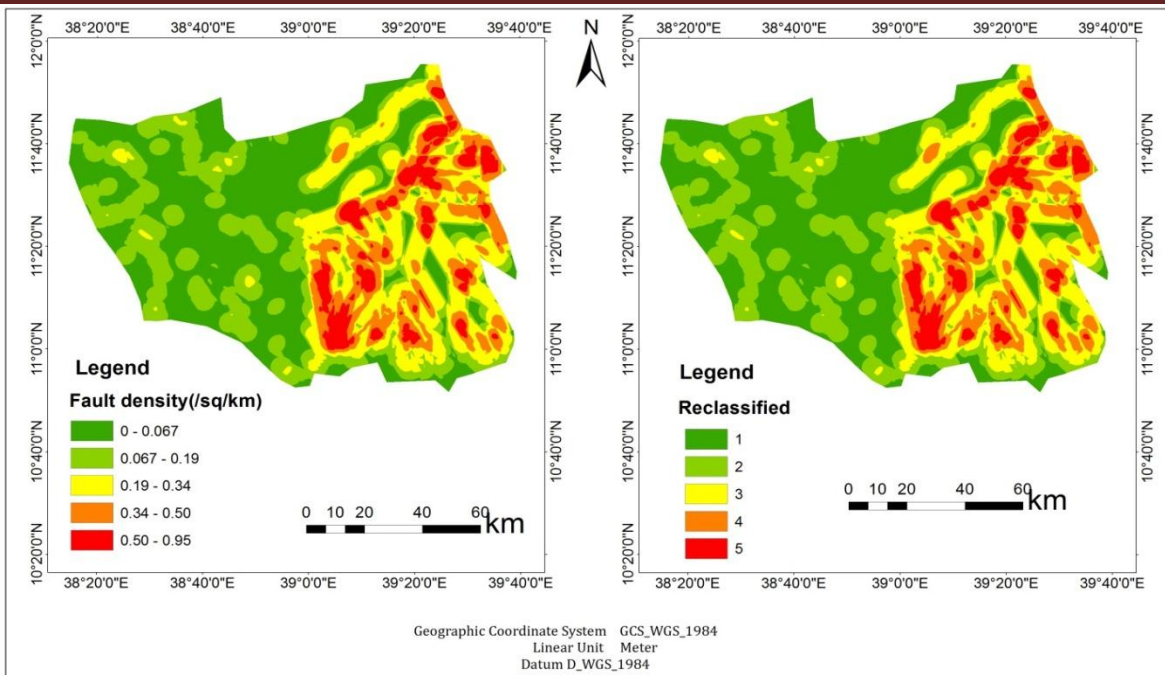 38°20'0"E 38°40'0"E 39°0'0"E 39°20'0"E 39°40'0"E
12°0'0"N
11°40'0"N
11°20'0"N
11°0'0"N
10°40'0"N
10°20'0"N
12°0'0"N
11°40'0"N
11°20'0"N
11°0'0"N
10°40'0"N
10°20'0"N
Legend
Fault density(/sq/km)
0 - 0.067
0.067 - 0.19
0.19 - 0.34
0.34 - 0.50
0.50 - 0.95
0 10 20 40 60
km
38°20'0"E 38°40'0"E 39°0'0"E 39°20'0"E 39°40'0"E
N
38°20'0"E 38°40'0"E 39°0'0"E 39°20'0"E 39°40'0"E
12°0'0"N
11°40'0"N
11°20'0"N
11°0'0"N
10°40'0"N
10°20'0"N
12°0'0"N
11°40'0"N
11°20'0"N
11°0'0"N
10°40'0"N
10°20'0"N
Legend
Reclassified
1
2
3
4
5
0 10 20 40 60
km
38°20'0"E 38°40'0"E 39°0'0"E 39°20'0"E 39°40'0"E
Geographic Coordinate System GCS_WGS_1984
Linear Unit Meter
Datum D_WGS_1984